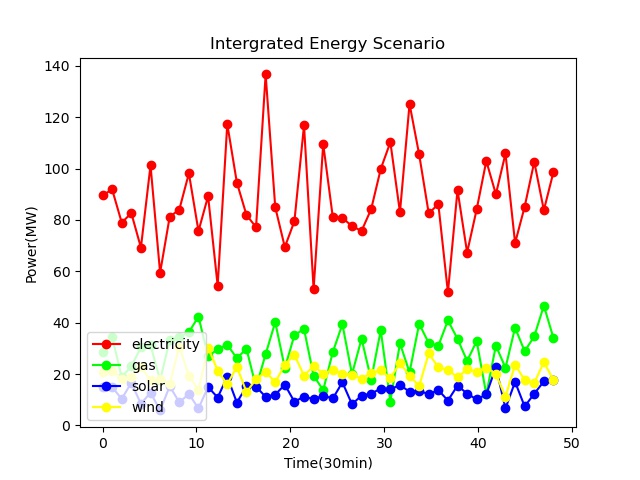 Intergrated Energy Scenario
Power(MW)
140
120
100
80
60
40
20
0
electricity
gas
solar
wind
0 10 20 30 40 50
Time(30min)